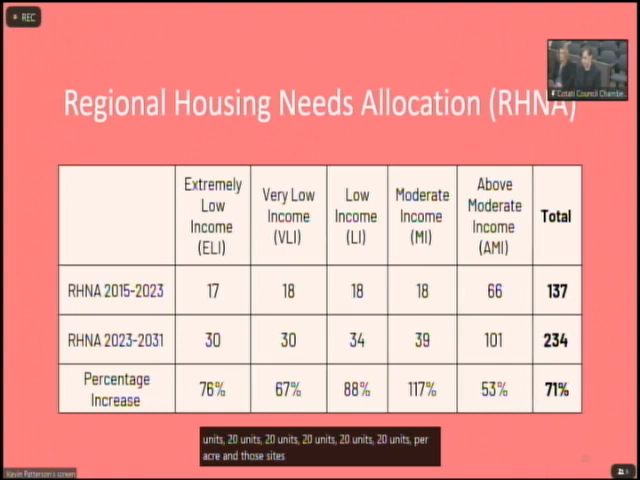 REC
Cotati Council Chambe...
Regional Housing Needs Allocation (RHNA)
Extremely Low Income (ELI) Very Low Income (VLI) Low Income (LI) Moderate Income (MI) Above Moderate Income (AMI) Total
RHNA 2015-2023 17 18 18 18 66 137
RHNA 2023-2031 30 30 34 39 101 234
Percentage Increase 76% 67% 88% 117% 53% 71%
units, 20 units, 20 units, 20 units, 20 units, 20 units, per
acre and those sites
Kevin Patterson's screen